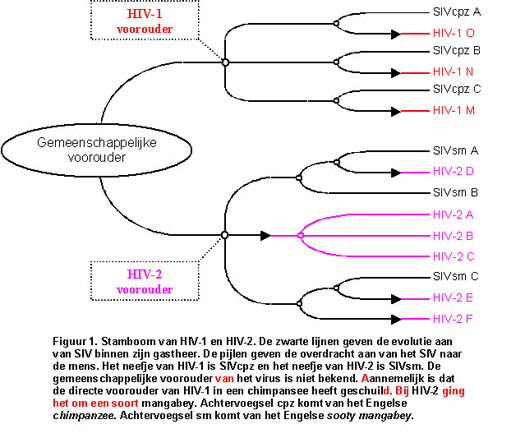 SIVcpz A
HIV-1
voorouder
HIV-1 O
SIVcpz B
HIV-1 N
SIVcpz C
HIV-1 M
Gemeenschappelijke
voorouder
SIVsm A
HIV-2 D
SIVsm B
HIV-2 A
HIV-2 B
HIV-2 C
HIV-2
voorouder
SIVsm C
HIV-2 E
HIV-2 F
Figuur 1. Stamboom van HIV-1 en HIV-2. De zwarte lijnen geven de evolutie aan
van SIV binnen zijn gastheer. De pijlen geven de overdracht aan van het SIV naar
de mens. Het neefje van HIV-1 is SIVcpz en het neefje van HIV-2 is SIVsm. De
gemeenschappelijke voorouder van het virus is niet bekend. Aannemelijk is dat
de directe voorouder van HIV-1 in een chimpansee heeft geschuild. Bij HIV-2 ging
het om een soort mangabey. Achtervoegsel cpz komt van het Engelse
chimpanzee. Achtervoegsel sm komt van het Engelse sooty mangabey.